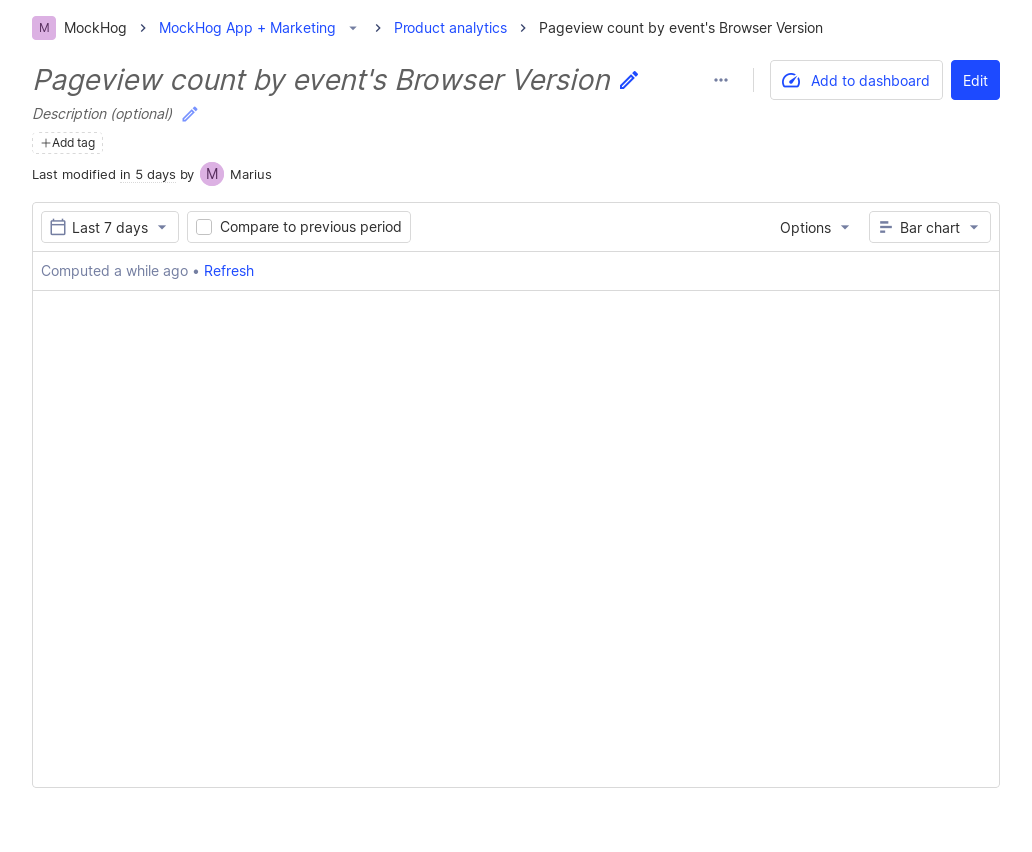 M MockHog MockHog App + Marketing Product analytics Pageview count by event's Browser Version
Pageview count by event's Browser Version
Add to dashboard Edit
Description (optional)
Add tag
Last modified in 5 days by M Marius
Last 7 days Compare to previous period Options Bar chart
Computed a while ago • Refresh